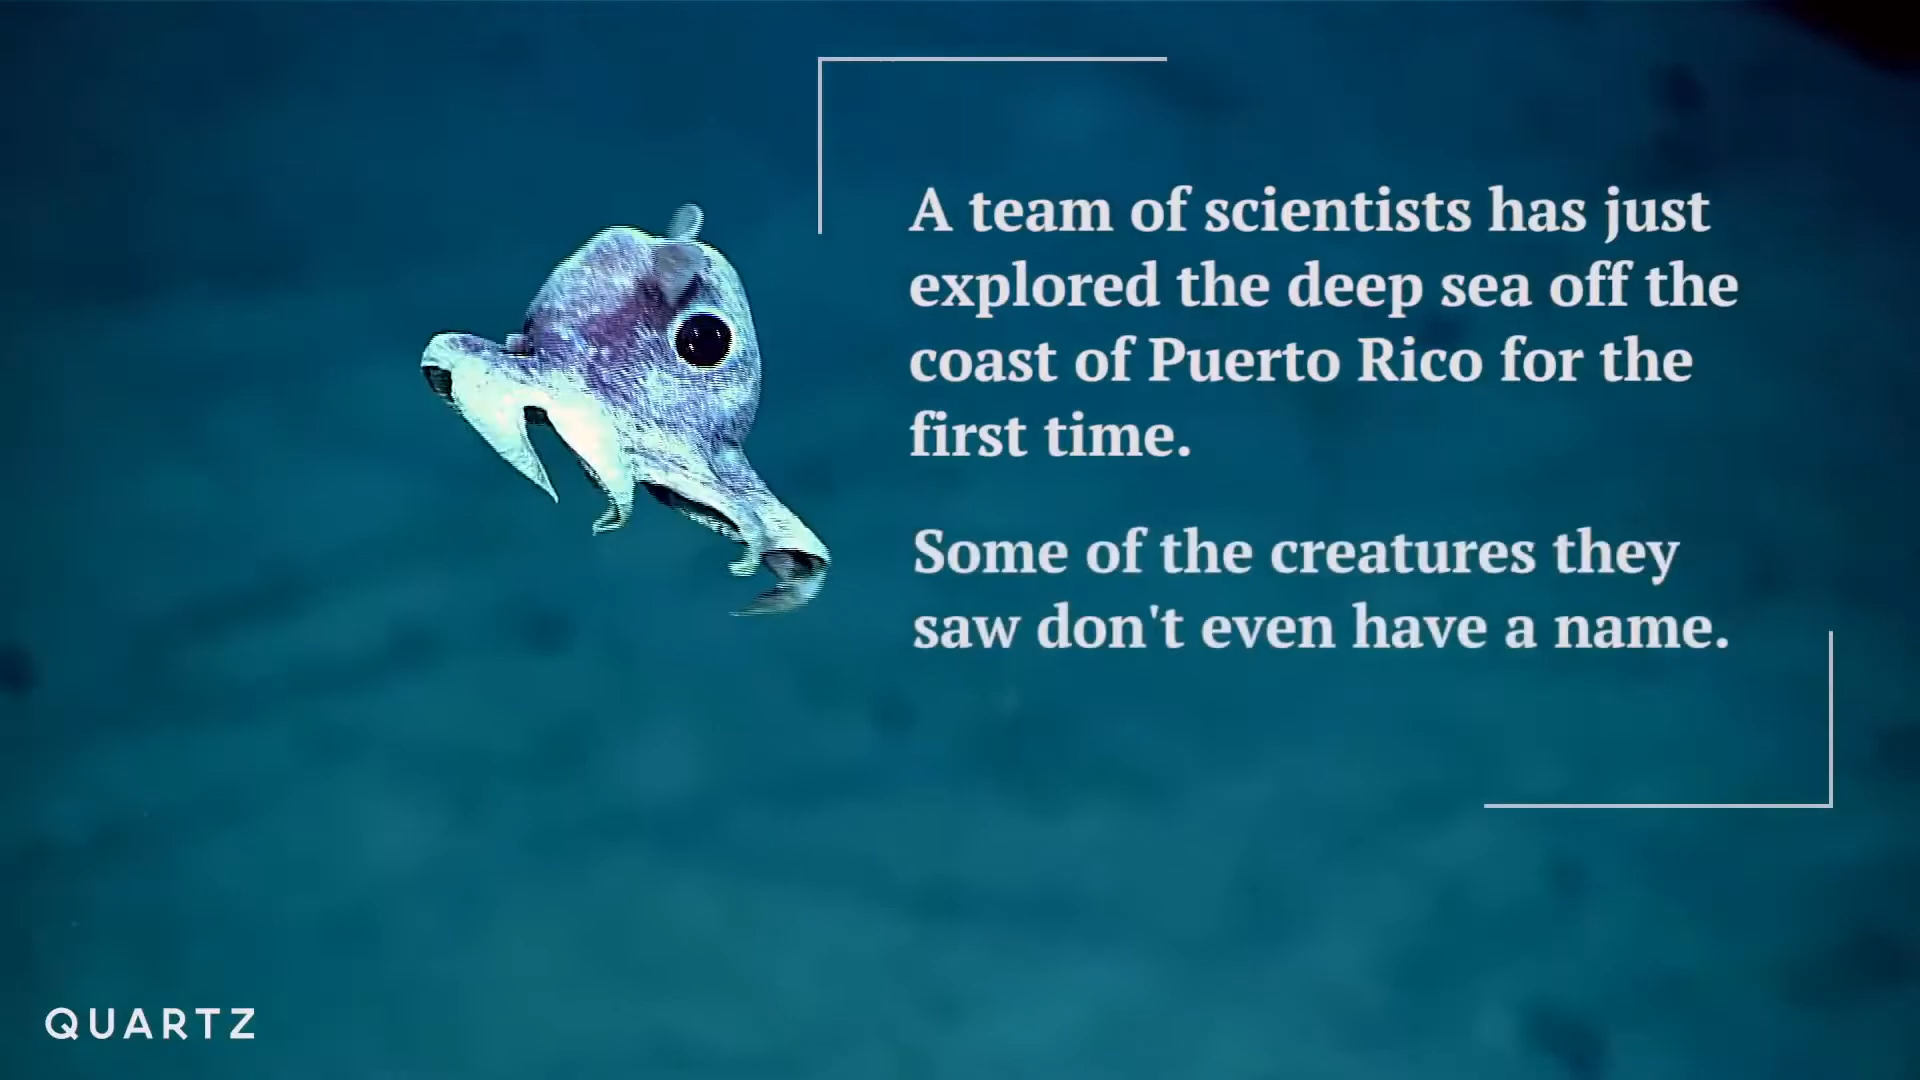 A team of scientists has just
explored the deep sea off the
coast of Puerto Rico for the
first time.
Some of the creatures they
saw don't even have a name.
QUARTZ